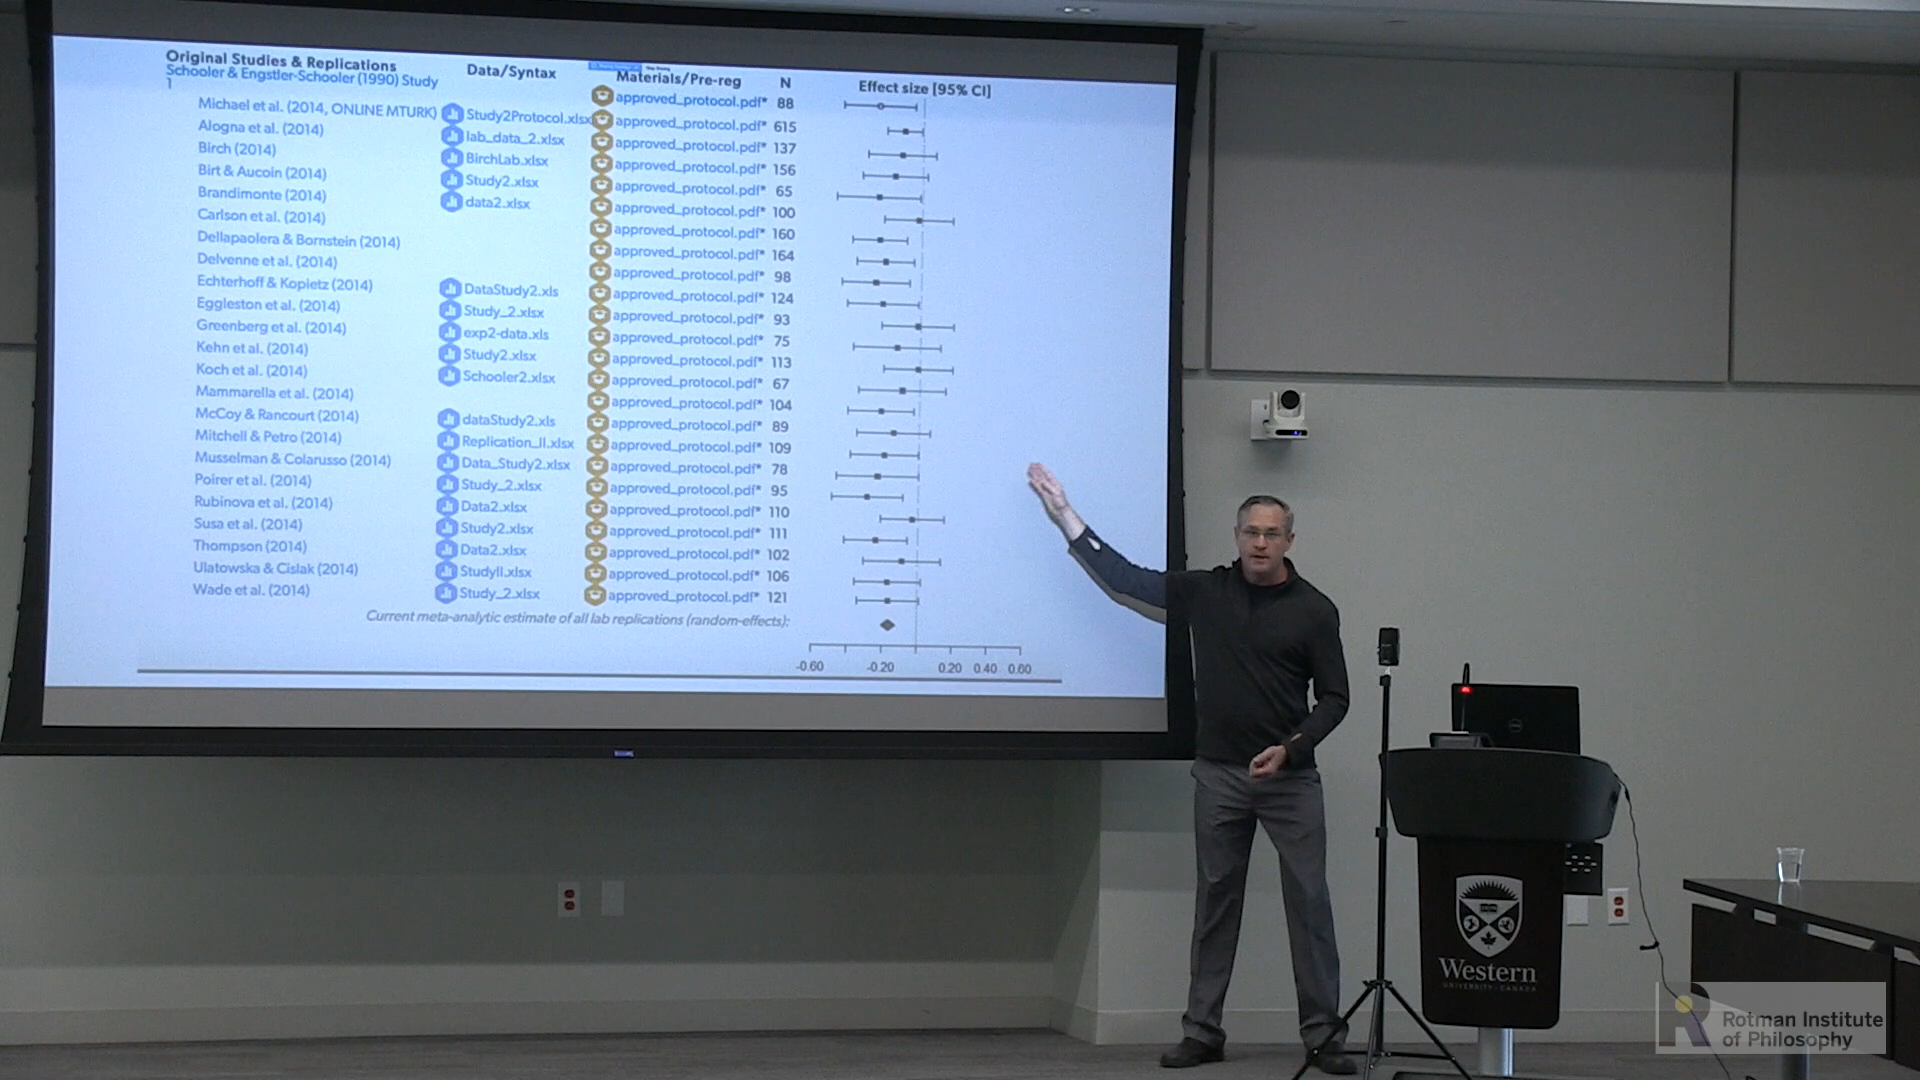 Original Studies & Replications Data/Syntax Materials/Pre-reg N Effect size [95% CI]
Schooler & Engstler-Schooler (1990) Study
1 approved_protocol.pdf* 88
Michael et al. (2014, ONLINE MTURK) Study2Protocol.xlsx approved_protocol.pdf* 615
Alogna et al. (2014) lab_data_2.xlsx approved_protocol.pdf* 137
Birch (2014) BirchLab.xlsx approved_protocol.pdf* 156
Birt & Aucoin (2014) Study2.xlsx approved_protocol.pdf* 65
Brandimonte (2014) data2.xlsx approved_protocol.pdf* 100
Carlson et al. (2014) approved_protocol.pdf* 160
Dellapaolera & Bornstein (2014) approved_protocol.pdf* 164
Delvenne et al. (2014) approved_protocol.pdf* 98
Echterhoff & Kopietz (2014) DataStudy2.xls approved_protocol.pdf* 124
Eggleston et al. (2014) Study_2.xlsx approved_protocol.pdf* 93
Greenberg et al. (2014) exp2-data.xls approved_protocol.pdf* 75
Kehn et al. (2014) Study2.xlsx approved_protocol.pdf* 113
Koch et al. (2014) Schooler2.xlsx approved_protocol.pdf* 67
Mammarella et al. (2014) approved_protocol.pdf* 104
McCoy & Rancourt (2014) dataStudy2.xls approved_protocol.pdf* 89
Mitchell & Petro (2014) Replication_II.xlsx approved_protocol.pdf* 109
Musselman & Colarusso (2014) Data_Study2.xlsx approved_protocol.pdf* 78
Poirer et al. (2014) Study_2.xlsx approved_protocol.pdf* 95
Rubinova et al. (2014) Data2.xlsx approved_protocol.pdf* 110
Susa et al. (2014) Study2.xlsx approved_protocol.pdf* 111
Thompson (2014) Data2.xlsx approved_protocol.pdf* 102
Ulatowska & Cislak (2014) StudyII.xlsx approved_protocol.pdf* 106
Wade et al. (2014) Study_2.xlsx approved_protocol.pdf* 121
Current meta-analytic estimate of all lab replications (random-effects):
-0.60 -0.20 0.20 0.40 0.60
Western
UNIVERSITY · CANADA
Rotman Institute
of Philosophy